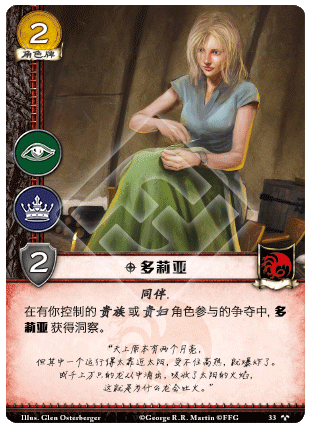 2
角色牌
2
多莉亚
同伴.
在有你控制的 贵族 或 贵妇 角色参与的争夺中, 多
莉亚 获得洞察。
“天上原本有两个月亮，
但其中一个运行得太靠近太阳，受不住高热，就爆炸了。
成千上万只的龙从中涌出，吸收了太阳的火焰，
这就是为什么龙会吐火。”
Illus. Glen Osterberger
©George R.R. Martin ©FFG
33